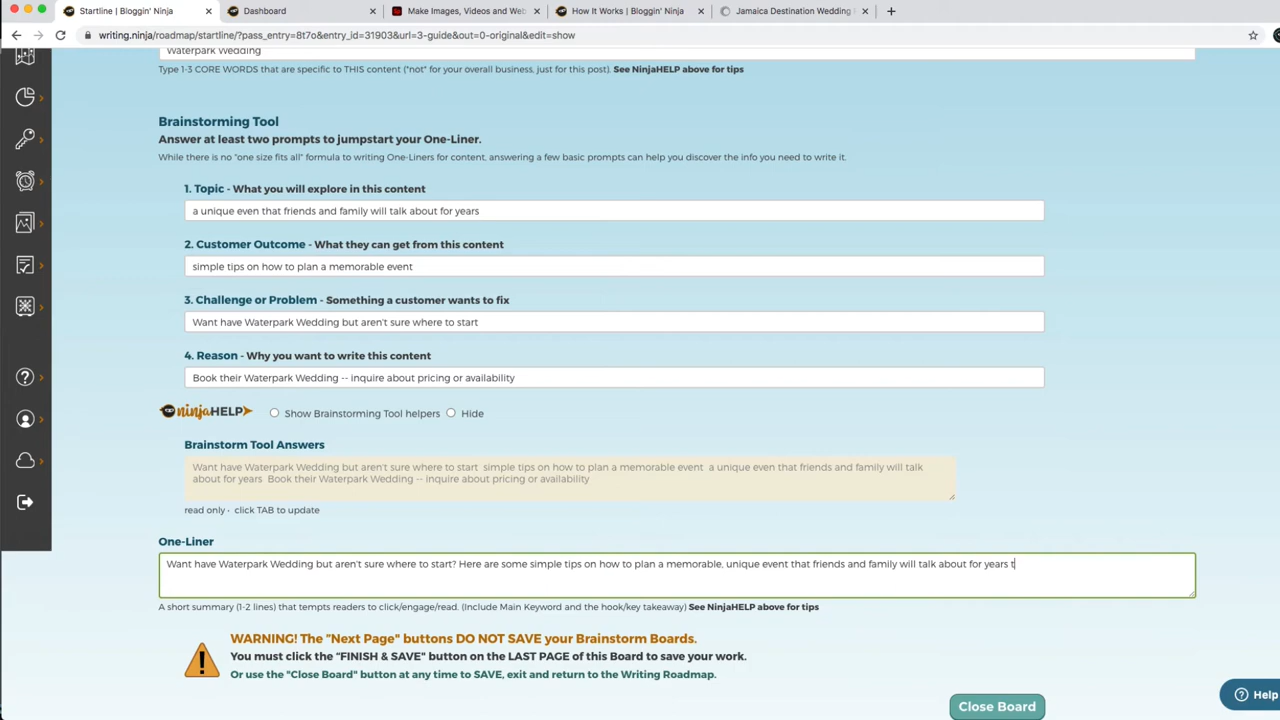 Startline | Bloggin' Ninja
Dashboard
Make Images, Videos and Web
How It Works | Bloggin' Ninja
Jamaica Destination Wedding
writing.ninja/roadmap/startline/?pass_entry=8t7o&entry_id=31903&url=3-guide&out=0-original&edit=show
Waterpark Wedding
Type 1-3 CORE WORDS that are specific to THIS content ("not" for your overall business, just for this post). See NinjaHELP above for tips
Brainstorming Tool
Answer at least two prompts to jumpstart your One-Liner.
While there is no "one size fits all" formula to writing One-Liners for content, answering a few basic prompts can help you discover the info you need to write it.
1. Topic - What you will explore in this content
a unique even that friends and family will talk about for years
2. Customer Outcome - What they can get from this content
simple tips on how to plan a memorable event
3. Challenge or Problem - Something a customer wants to fix
Want have Waterpark Wedding but aren't sure where to start
4. Reason - Why you want to write this content
Book their Waterpark Wedding -- inquire about pricing or availability
ninjaHELP Show Brainstorming Tool helpers Hide
Brainstorm Tool Answers
Want have Waterpark Wedding but aren't sure where to start simple tips on how to plan a memorable event a unique even that friends and family will talk
about for years Book their Waterpark Wedding -- inquire about pricing or availability
read only · click TAB to update
One-Liner
Want have Waterpark Wedding but aren't sure where to start? Here are some simple tips on how to plan a memorable, unique event that friends and family will talk about for years t
A short summary (1-2 lines) that tempts readers to click/engage/read. (Include Main Keyword and the hook/key takeaway) See NinjaHELP above for tips
WARNING! The "Next Page" buttons DO NOT SAVE your Brainstorm Boards.
You must click the "FINISH & SAVE" button on the LAST PAGE of this Board to save your work.
Or use the "Close Board" button at any time to SAVE, exit and return to the Writing Roadmap.
Help
Close Board